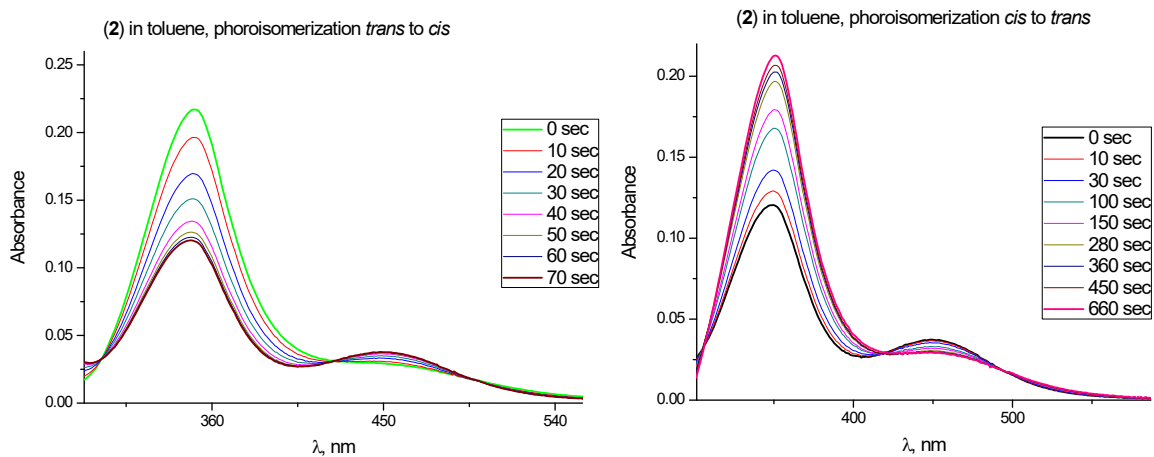 (2) in toluene, phoroisomerization trans to cis
0.25
0.20
0.15
0.10
0.05
0.00
Absorbance
360
450
540
λ, nm
0 sec
10 sec
20 sec
30 sec
40 sec
50 sec
60 sec
70 sec
(2) in toluene, phoroisomerization cis to trans
0.20
0.15
0.10
0.05
0.00
Absorbance
400
500
λ, nm
0 sec
10 sec
30 sec
100 sec
150 sec
280 sec
360 sec
450 sec
660 sec